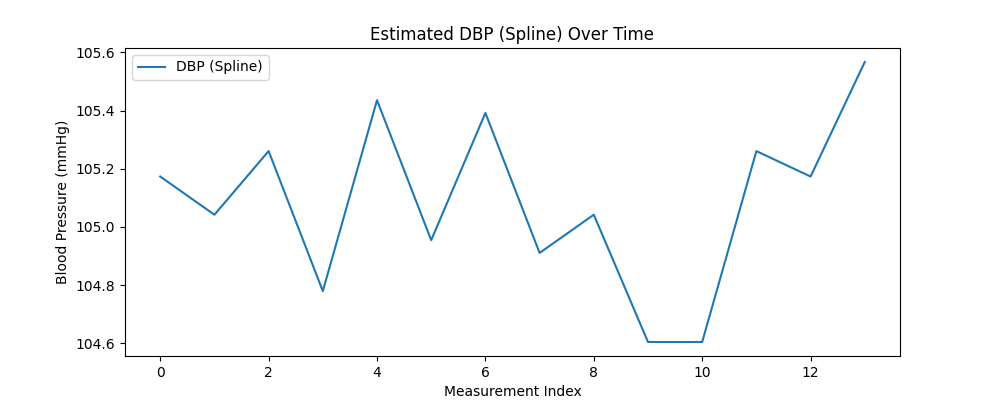 Estimated DBP (Spline) Over Time
DBP (Spline)
Blood Pressure (mmHg)
105.6
105.4
105.2
105.0
104.8
104.6
0 2 4 6 8 10 12
Measurement Index